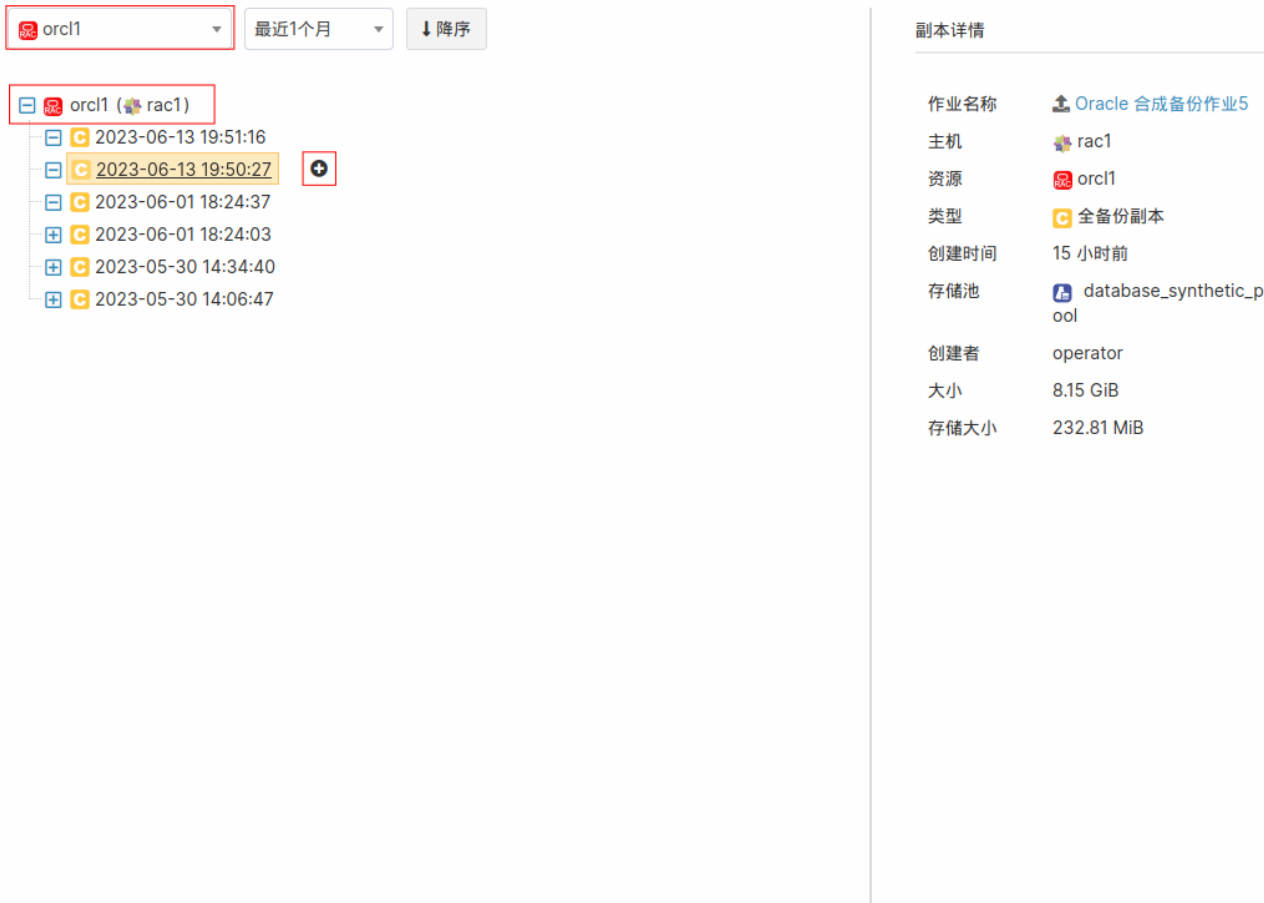 orcl1 最近1个月 降序
orcl1 (rac1)
C 2023-06-13 19:51:16
C 2023-06-13 19:50:27
C 2023-06-01 18:24:37
C 2023-06-01 18:24:03
C 2023-05-30 14:34:40
C 2023-05-30 14:06:47
副本详情
作业名称 Oracle 合成备份作业5
主机 rac1
资源 RAC orcl1
类型 C 全备份副本
创建时间 15 小时前
存储池 database_synthetic_p
ool
创建者 operator
大小 8.15 GiB
存储大小 232.81 MiB